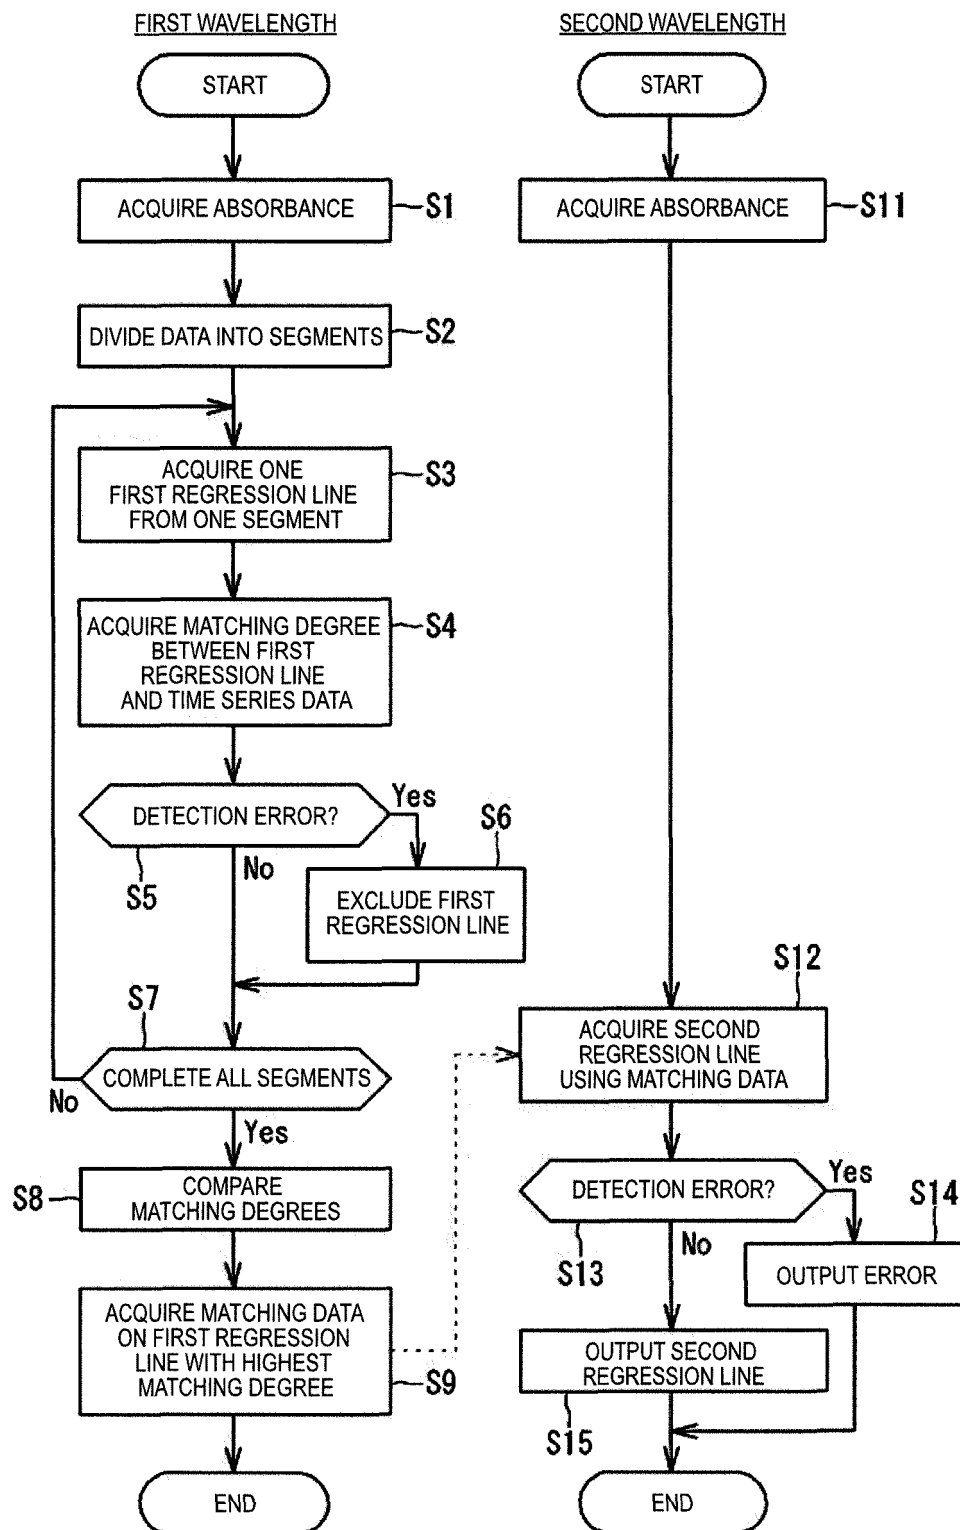 FIRST WAVELENGTH
START
ACQUIRE ABSORBANCE
S1
DIVIDE DATA INTO SEGMENTS
S2
ACQUIRE ONE
FIRST REGRESSION LINE
FROM ONE SEGMENT
S3
ACQUIRE MATCHING DEGREE
BETWEEN FIRST
REGRESSION LINE
AND TIME SERIES DATA
S4
DETECTION ERROR?
Yes
S5
No
S6
EXCLUDE FIRST
REGRESSION LINE
S7
COMPLETE ALL SEGMENTS
No
Yes
S8
COMPARE
MATCHING DEGREES
ACQUIRE MATCHING DATA
ON FIRST REGRESSION
LINE WITH HIGHEST
MATCHING DEGREE
S9
END
SECOND WAVELENGTH
START
ACQUIRE ABSORBANCE
S11
S12
ACQUIRE SECOND
REGRESSION LINE
USING MATCHING DATA
DETECTION ERROR?
Yes
S13
No
S14
OUTPUT ERROR
OUTPUT SECOND
REGRESSION LINE
S15
END